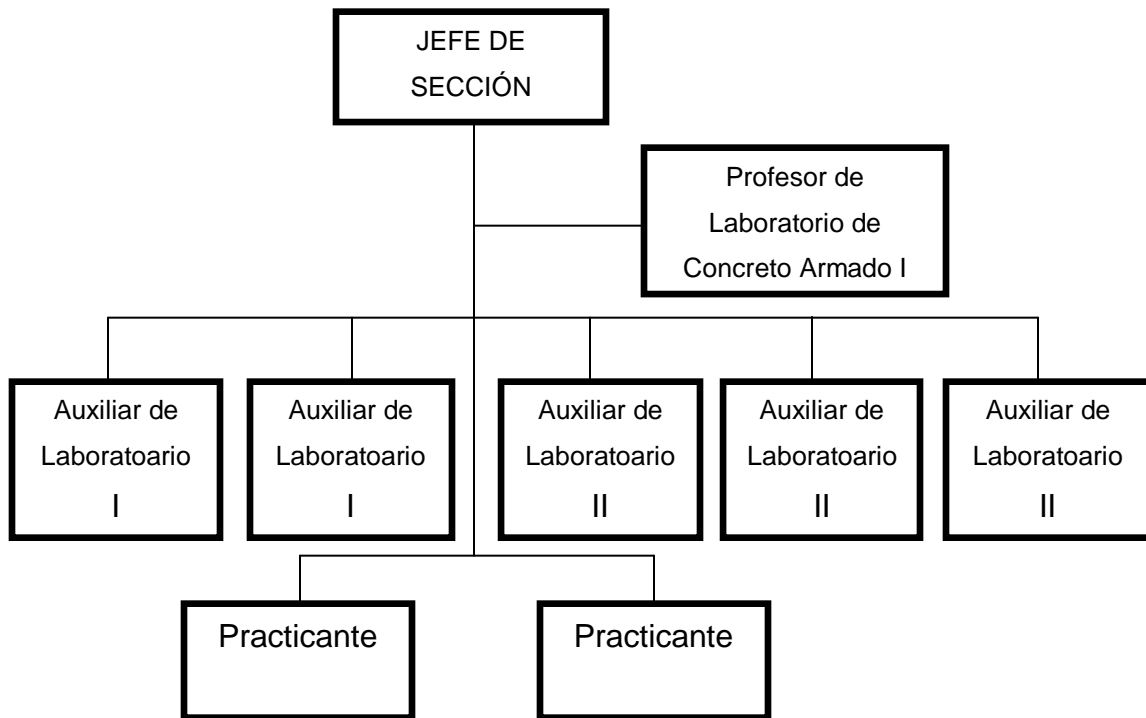 JEFE DE
SECCIÓN
Profesor de
Laboratorio de
Concreto Armado I
Auxiliar de
Laboratoario
I
Auxiliar de
Laboratoario
I
Auxiliar de
Laboratoario
II
Auxiliar de
Laboratoario
II
Auxiliar de
Laboratoario
II
Practicante
Practicante